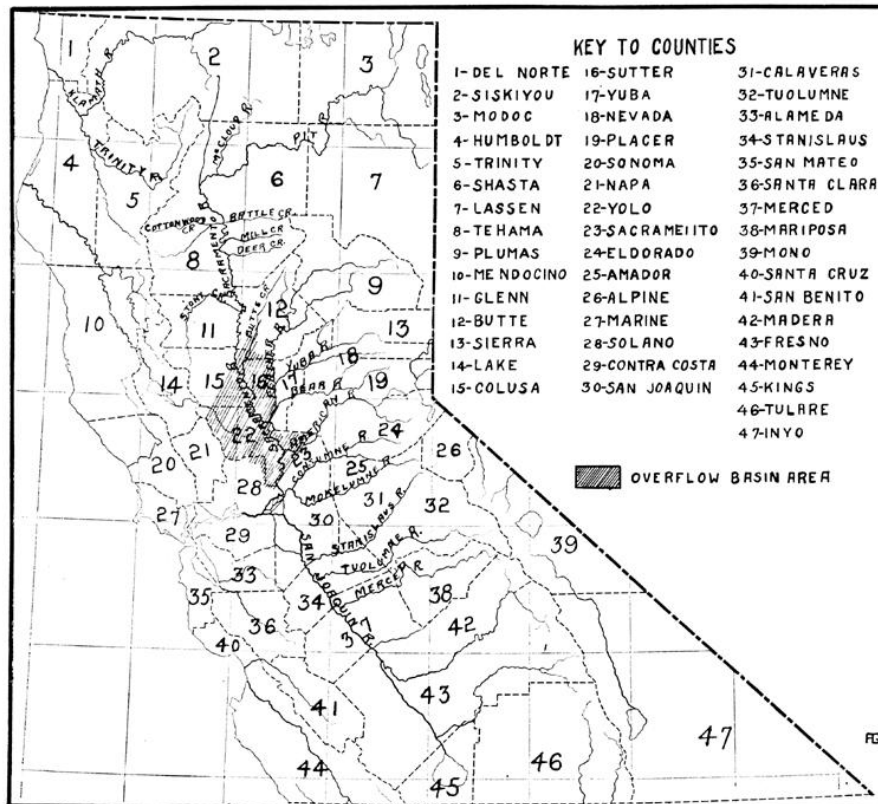 KEY TO COUNTIES
1-DEL NORTE 16-SUTTER 31-CALAVERAS
2-SISKIYOU 17-YUBA 32-TUOLUMNE
3-MODOC 18-NEVADA 33-ALAMEDA
4-HUMBOLDT 19-PLACER 34-STANISLAUS
5-TRINITY 20-SONOMA 35-SAN MATEO
6-SHASTA 21-NAPA 36-SANTA CLARA
7-LASSEN 22-YOLO 37-MERCED
8-TEHAMA 23-SACRAMENTO 38-MARIPOSA
9-PLUMAS 24-ELDORADO 39-MONO
10-MENDOCINO 25-AMADOR 40-SANTA CRUZ
11-GLENN 26-ALPINE 41-SAN BENITO
12-BUTTE 27-MARINE 42-MADERA
13-SIERRA 28-SOLANO 43-FRESNO
14-LAKE 29-CONTRA COSTA 44-MONTEREY
15-COLUSA 30-SAN JOAQUIN 45-KINGS
46-TULARE
47-INYO
OVERFLOW BASIN AREA
1
2
3
KLAMATH R.
McCLOUD R.
PIT R.
4
TRINITY R.
5
6
7
COTTONWOOD CR.
BATTLE CR.
MILL CR.
DEER CR.
8
SACRAMENTO R.
9
STONY CR.
BUTTE CR.
12
10
11
13
FEATHER R.
YUBA R.
18
14
15
16
17
BEAR R.
19
SACRAMENTO R.
AMERICAN R.
22
24
20
21
23
CONSUMNE R.
25
26
28
MOKELUMNE R.
31
27
29
30
STANISLAUS R.
32
39
33
TUOLUMNE R.
MERCED R.
SAN JOAQUIN R.
35
34
38
36
37
42
40
43
41
44
45
46
47